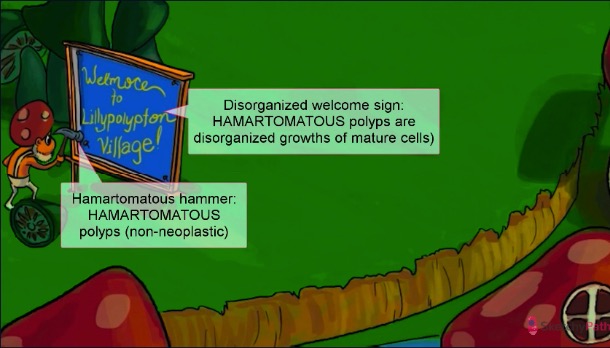 Welmoce
to
Lillypolypton
Village!
Disorganized welcome sign:
HAMARTOMATOUS polyps are
disorganized growths of mature cells)
Hamartomatous hammer:
HAMARTOMATOUS
polyps (non-neoplastic)